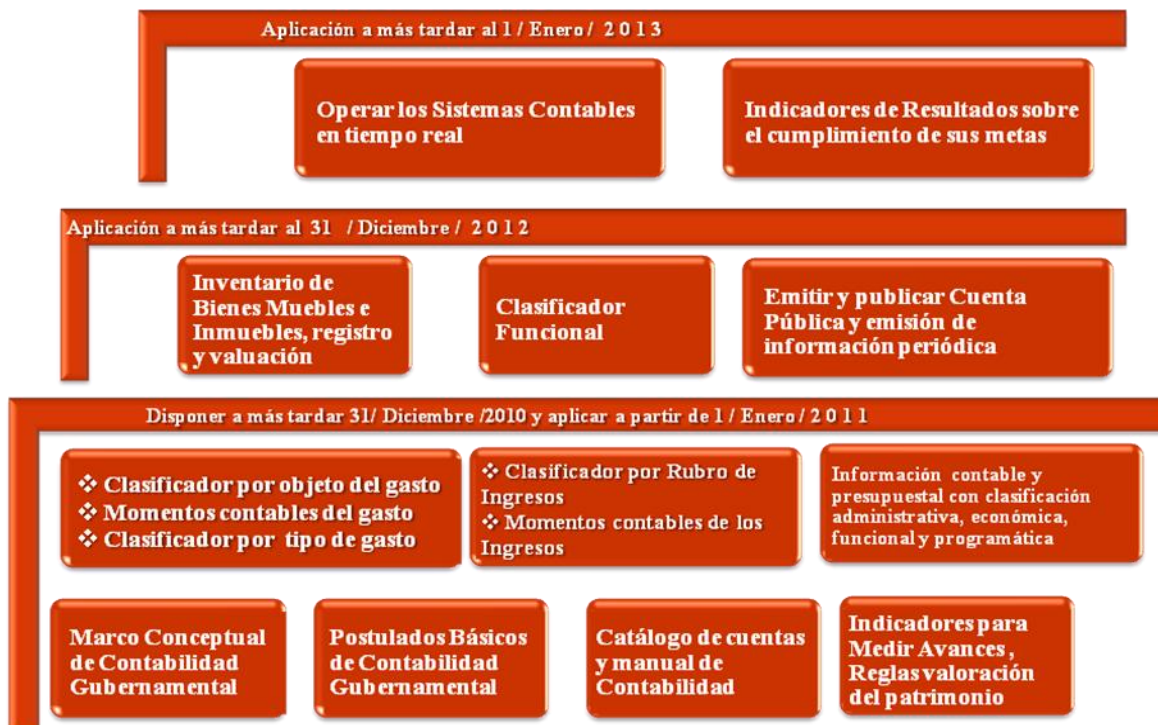 Aplicación a más tardar al 1 / Enero / 2 0 1 3
Operar los Sistemas Contables
en tiempo real
Indicadores de Resultados sobre
el cumplimiento de sus metas
Aplicación a más tardar al 31 / Diciembre / 2 0 1 2
Inventario de
Bienes Muebles e
Inmuebles, registro
y valuación
Clasificador
Funcional
Emitir y publicar Cuenta
Pública y emisión de
información periódica
Disponer a más tardar 31/ Diciembre /2010 y aplicar a partir de 1 / Enero / 2 0 1 1
❖ Clasificador por objeto del gasto
❖ Momentos contables del gasto
❖ Clasificador por tipo de gasto
❖ Clasificador por Rubro de
Ingresos
❖ Momentos contables de los
Ingresos
Información contable y
presupuestal con clasificación
administrativa, económica,
funcional y programática
Marco Conceptual
de Contabilidad
Gubernamental
Postulados Básicos
de Contabilidad
Gubernamental
Catálogo de cuentas
y manual de
Contabilidad
Indicadores para
Medir Avances ,
Reglas valoración
del patrimonio